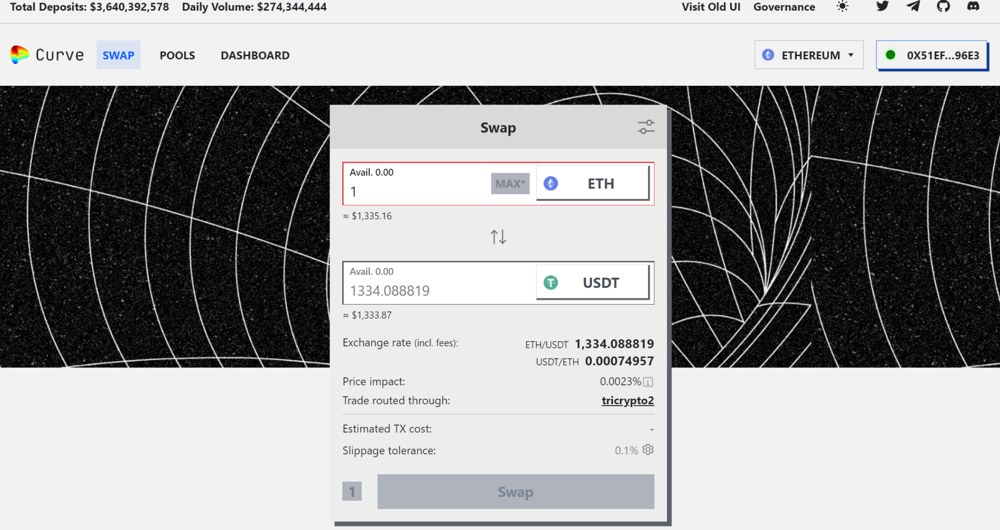 Total Deposits: $3,640,392,578 Daily Volume: $274,344,444 Visit Old UI Governance
Curve SWAP POOLS DASHBOARD ETHEREUM 0X51EF...96E3
Swap
Avail. 0.00
1 MAX* ETH
≈ $1,335.16
Avail. 0.00
1334.088819 USDT
≈ $1,333.87
Exchange rate (incl. fees): ETH/USDT 1,334.088819
USDT/ETH 0.00074957
Price impact: 0.0023%
Trade routed through: tricrypto2
Estimated TX cost: -
Slippage tolerance: 0.1%
1 Swap